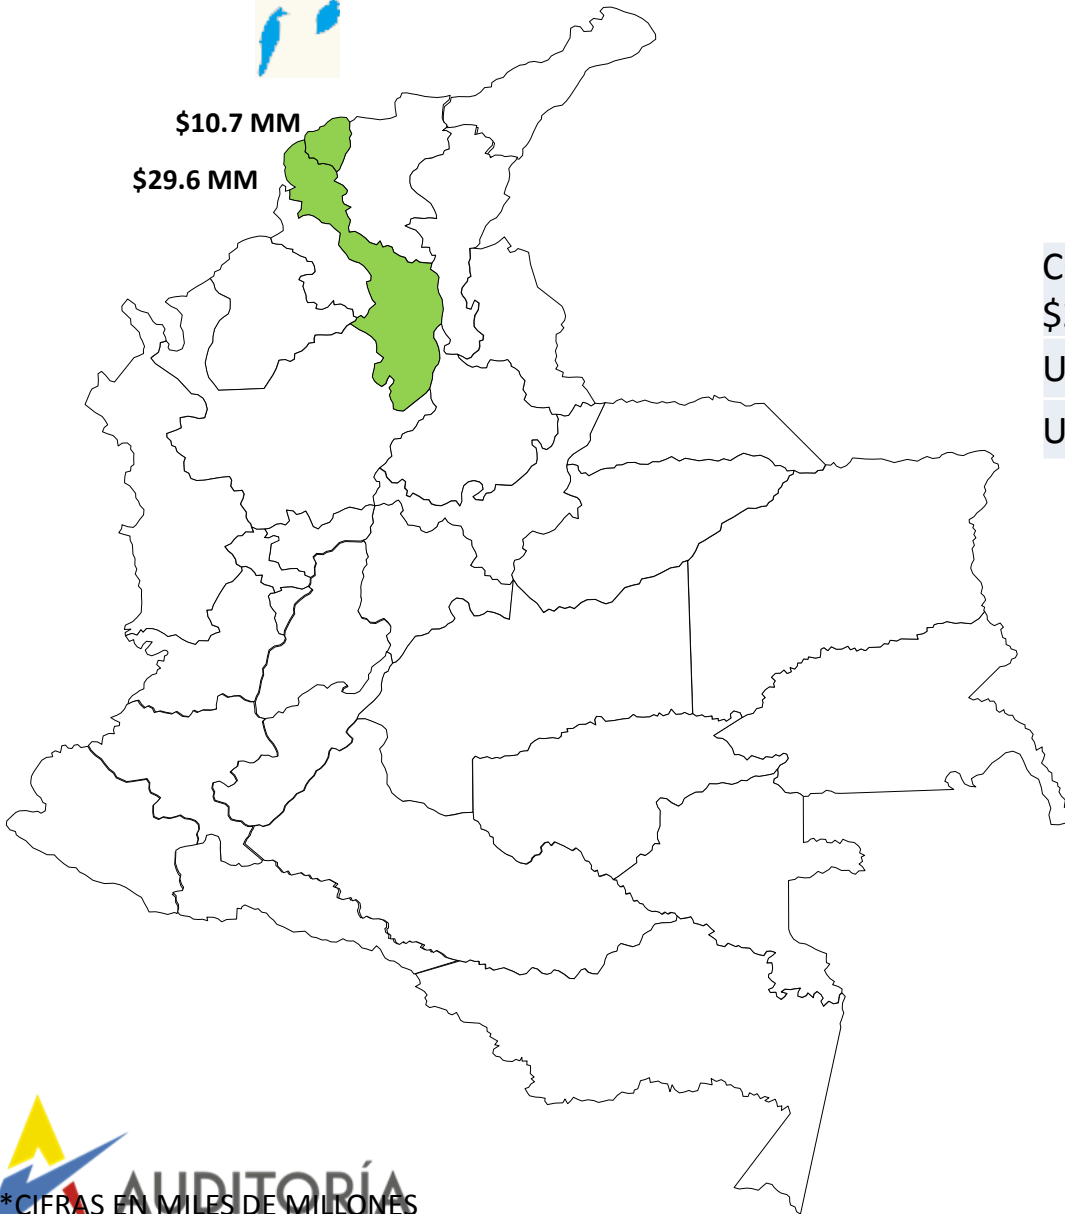 $10.7 MM
$29.6 MM
C
$
U
U
AUDITORÍA
*CIFRAS EN MILES DE MILLONES